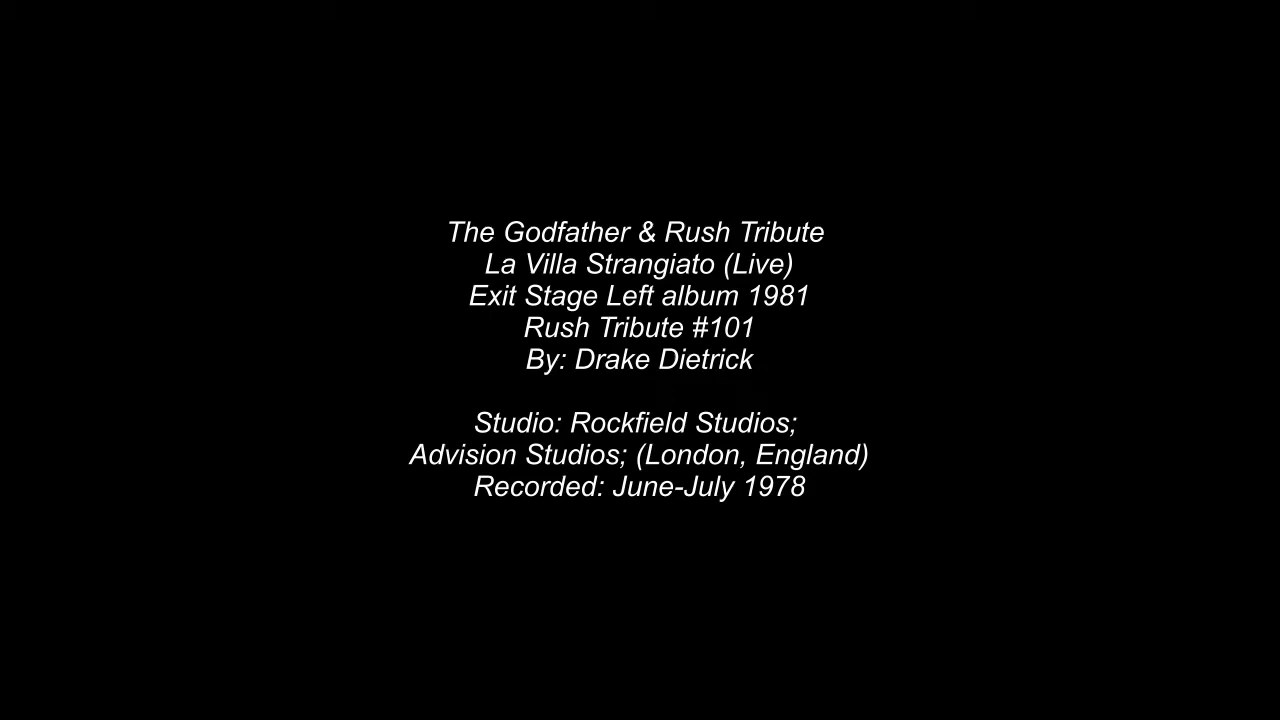 The Godfather & Rush Tribute
La Villa Strangiato (Live)
Exit Stage Left album 1981
Rush Tribute #101
By: Drake Dietrick
Studio: Rockfield Studios;
Advision Studios; (London, England)
Recorded: June-July 1978